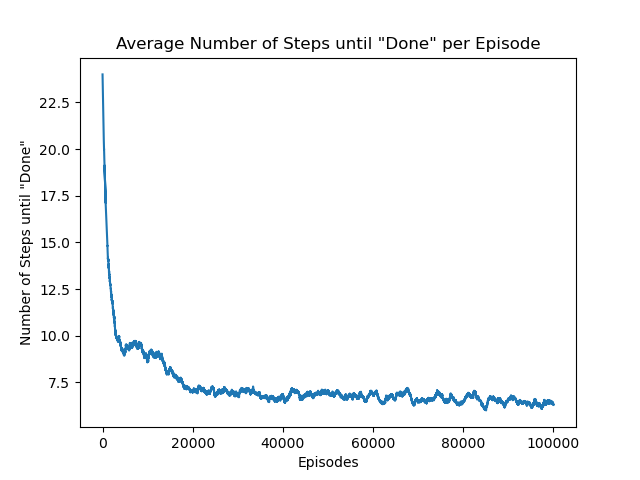 Average Number of Steps until "Done" per Episode
Number of Steps until "Done"
22.5
20.0
17.5
15.0
12.5
10.0
7.5
0 20000 40000 60000 80000 100000
Episodes